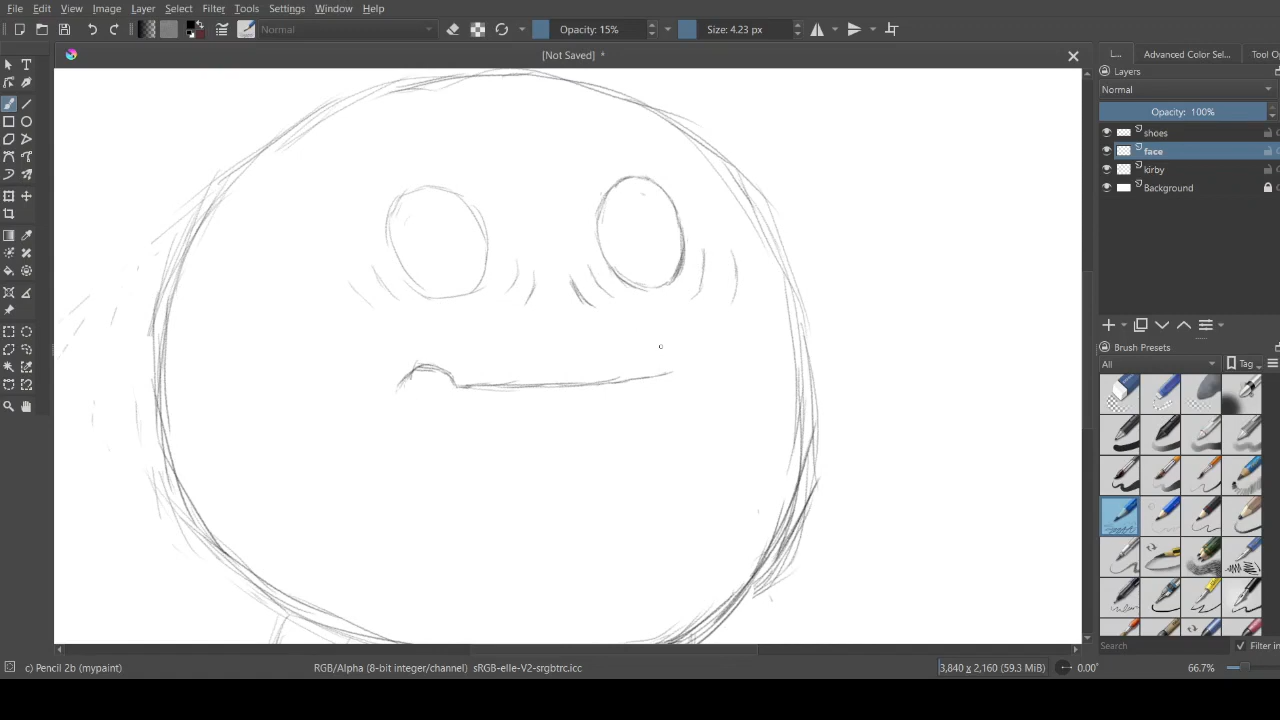 File Edit View Image Layer Select Filter Tools Settings Window Help
Normal Opacity: 15% Size: 4.23 px
[Not Saved] * Advanced Color Sel... Tool O
Layers
Normal
Opacity: 100%
shoes
face
kirby
Background
Brush Presets
All Tag
Search Filter in
c) Pencil 2b (mypaint) RGB/Alpha (8-bit integer/channel) sRGB-elle-V2-srgbtrc.icc 3,840 x 2,160 (59.3 MiB) 0.00° 66.7%